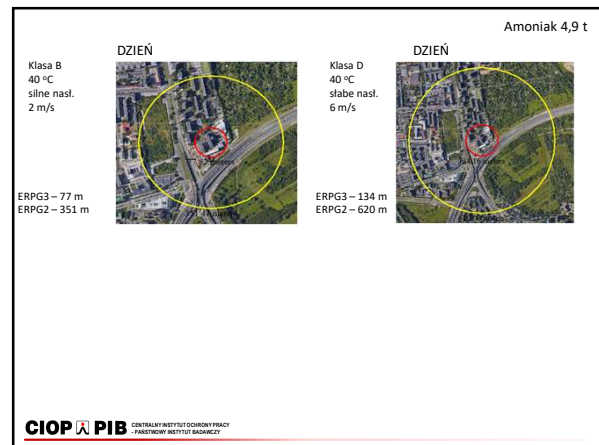 Amoniak 4,9 t
DZIEŃ
Klasa B
40 °C
silne nasł.
2 m/s
ERPG3 – 77 m
ERPG2 – 351 m
DZIEŃ
Klasa D
40 °C
słabe nasł.
6 m/s
ERPG3 – 134 m
ERPG2 – 620 m
CIOP PIB
CENTRALNY INSTYTUT OCHRONY PRACY
- PAŃSTWOWY INSTYTUT BADAWCZY